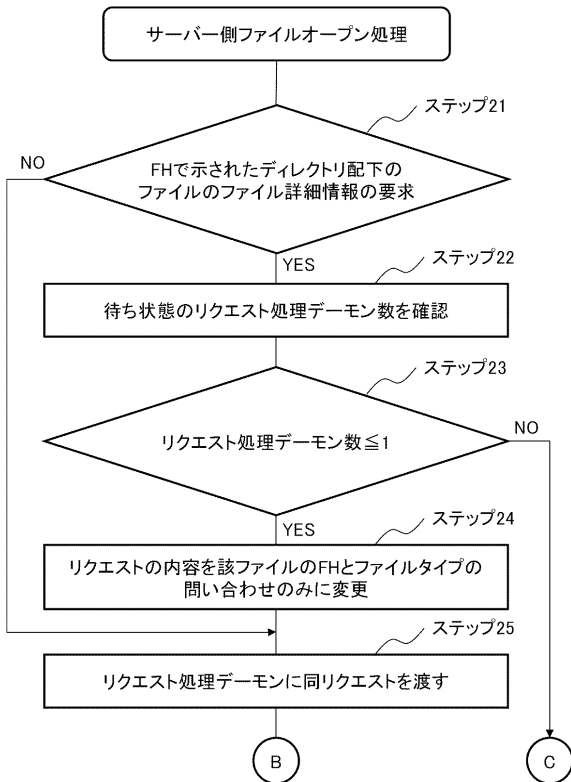 サーバー側ファイルオープン処理
ステップ21
NO
FHで示されたディレクトリ配下の
ファイルのファイル詳細情報の要求
YES
ステップ22
待ち状態のリクエスト処理デーモン数を確認
ステップ23
リクエスト処理デーモン数≦1
NO
YES
ステップ24
リクエストの内容を該ファイルのFHとファイルタイプの
問い合わせのみに変更
ステップ25
リクエスト処理デーモンに同リクエストを渡す
B
C